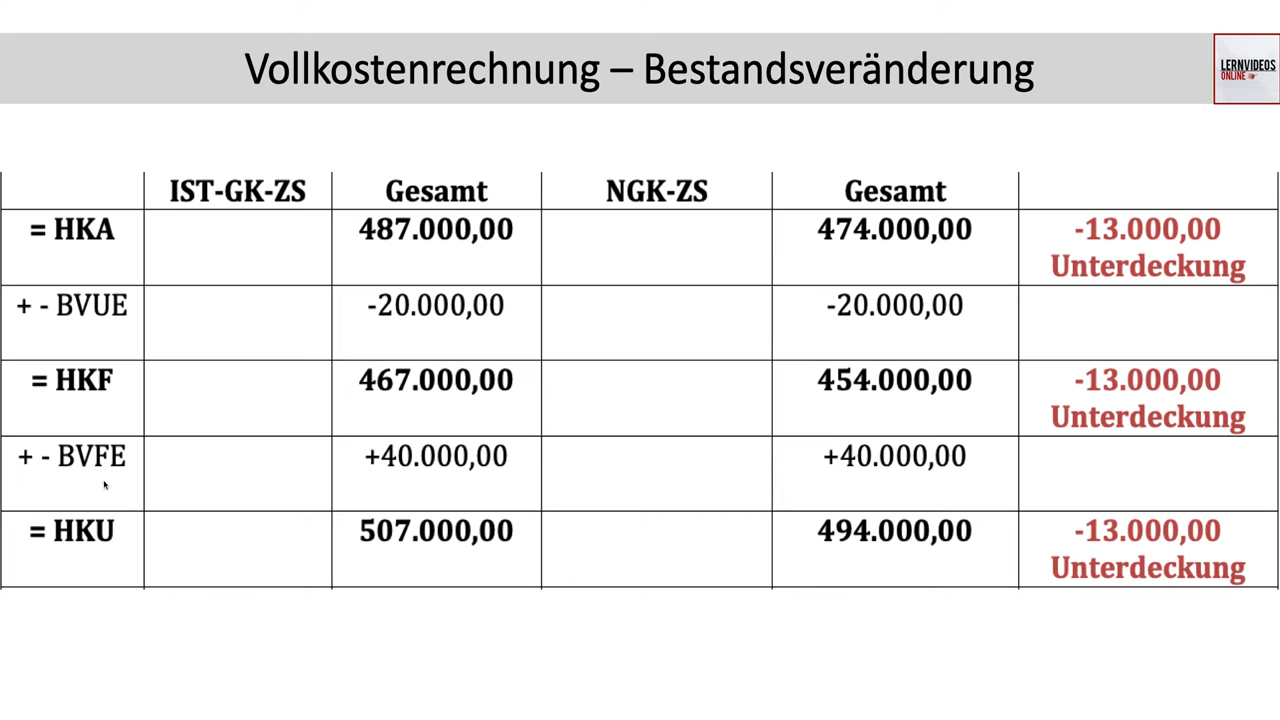 Vollkostenrechnung – Bestandsveränderung
LERNVIDEOS
ONLINE
IST-GK-ZS Gesamt NGK-ZS Gesamt
= HKA 487.000,00 474.000,00 -13.000,00
Unterdeckung
+ - BVUE -20.000,00 -20.000,00
= HKF 467.000,00 454.000,00 -13.000,00
Unterdeckung
+ - BVFE +40.000,00 +40.000,00
= HKU 507.000,00 494.000,00 -13.000,00
Unterdeckung